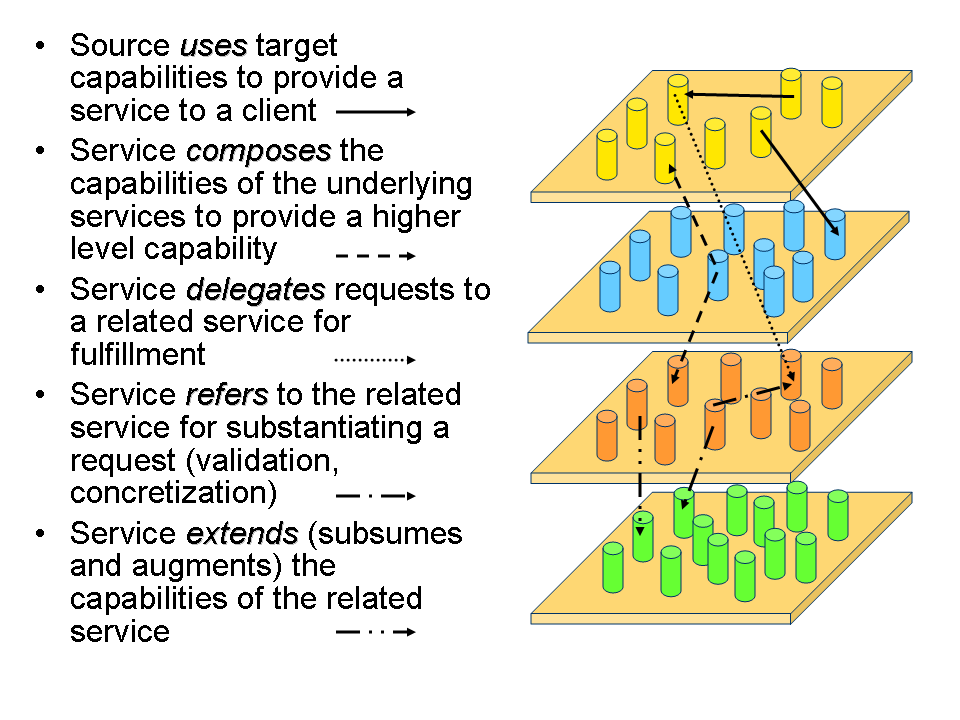 • Source uses target
capabilities to provide a
service to a client
• Service composes the
capabilities of the underlying
services to provide a higher
level capability
• Service delegates requests to
a related service for
fulfillment
• Service refers to the related
service for substantiating a
request (validation,
concretization)
• Service extends (subsumes
and augments) the
capabilities of the related
service